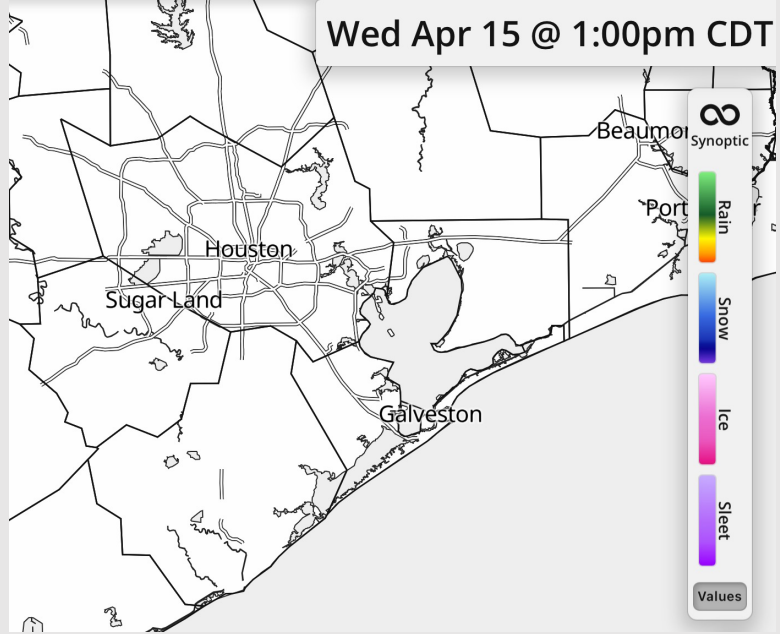 Wed Apr 15 @ 1:00pm CDT
Synoptic
Houston
Sugar Land
Galveston
Rain
Snow
Ice
Sleet
Values